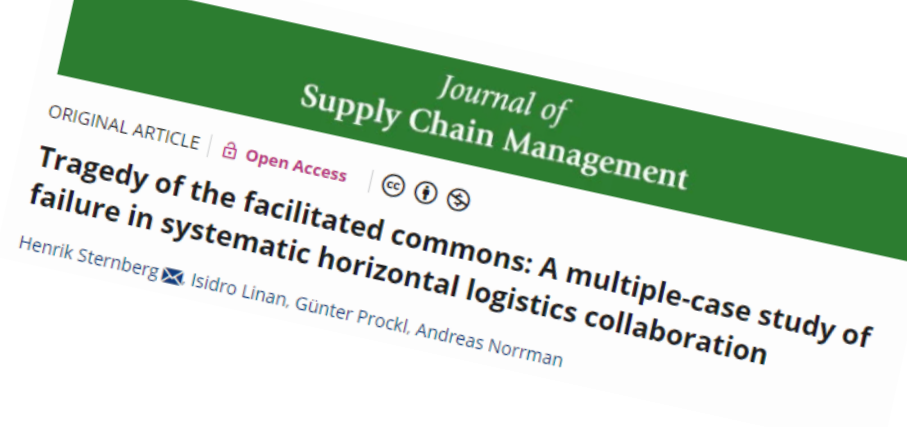 Journal of
Supply Chain Management
ORIGINAL ARTICLE
Open Access
cc
Tragedy of the facilitated commons: A multiple-case study of
failure in systematic horizontal logistics collaboration
Henrik Sternberg, Isidro Linan, Günter Prockl, Andreas Norrman